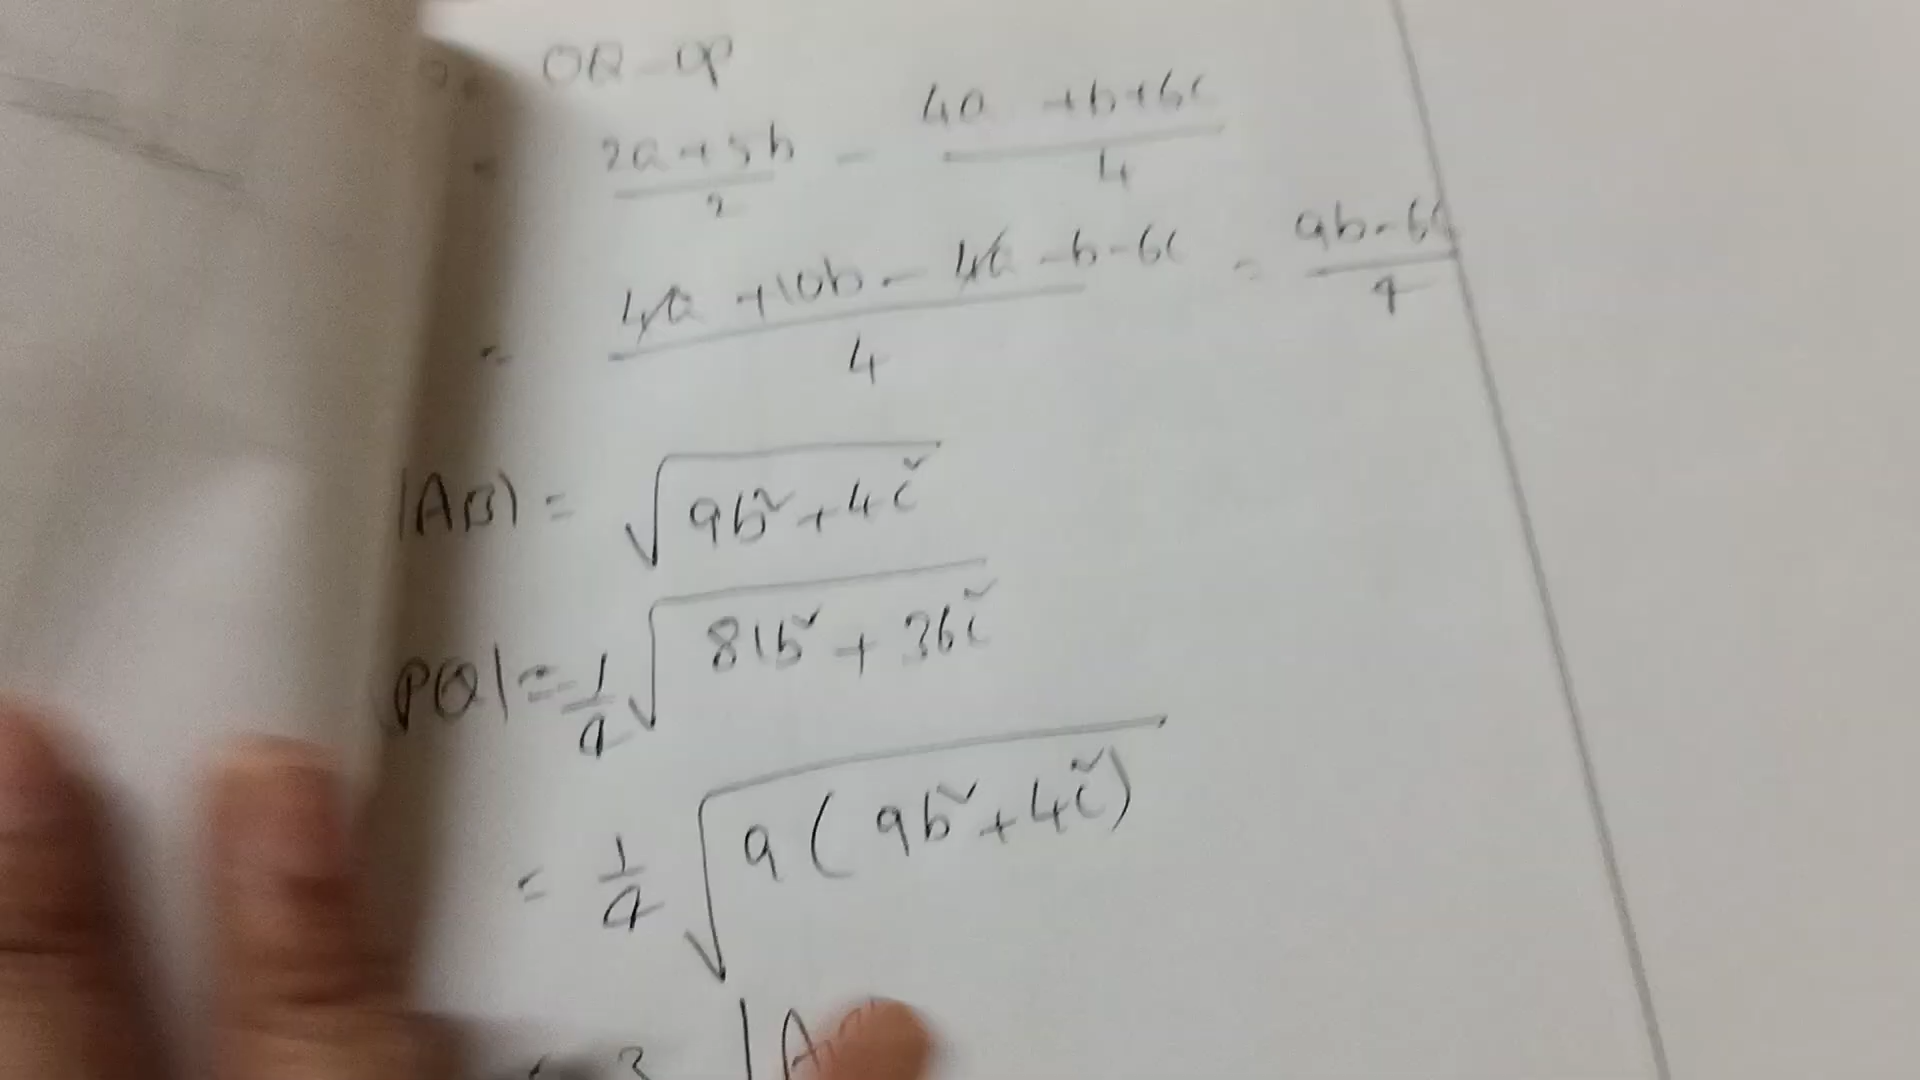 OQ - OP
= 2a+5b/2 - 4a+b+6c/4
= 4a+10b-4a-b-6c/4 = 9b-6c/4
|AB| = √9b²+4c²
PQ| = 1/4 √81b²+36c²
= 1/4 √9(9b²+4c²)
3 |A